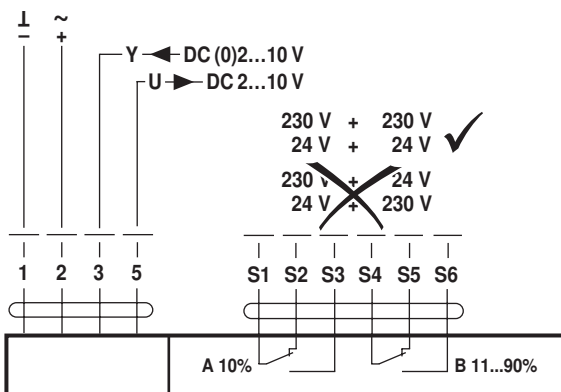 ⊥ ~
– +
Y DC (0)2...10 V
U DC 2...10 V
230 V + 230 V
24 V + 24 V
230 V + 24 V
24 V + 230 V
1 2 3 5 S1 S2 S3 S4 S5 S6
A 10% B 11...90%